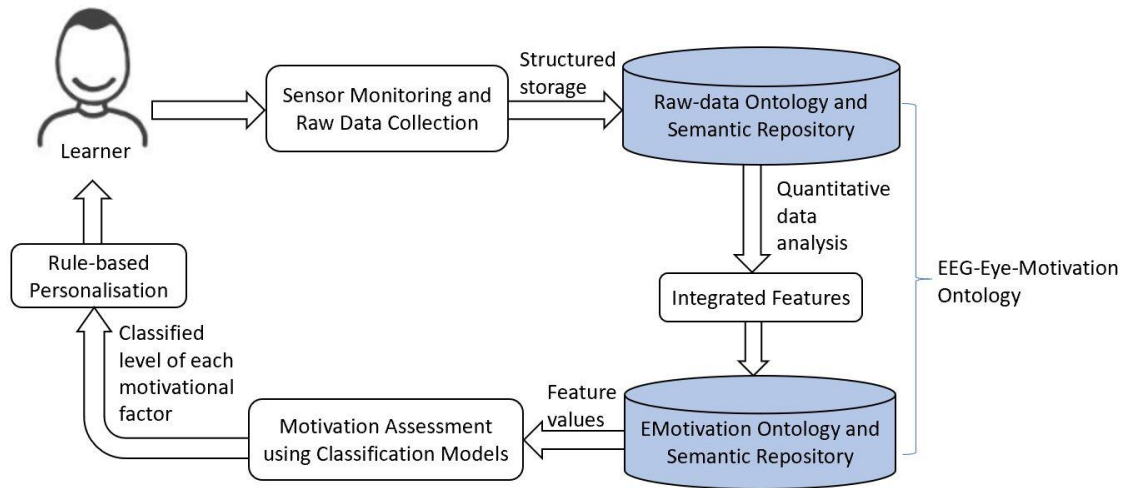 Learner
Sensor Monitoring and
Raw Data Collection
Structured
storage
Raw-data Ontology and
Semantic Repository
Quantitative
data
analysis
Integrated Features
EEG-Eye-Motivation
Ontology
EMotivation Ontology and
Semantic Repository
Feature
values
Motivation Assessment
using Classification Models
Classified
level of each
motivational
factor
Rule-based
Personalisation